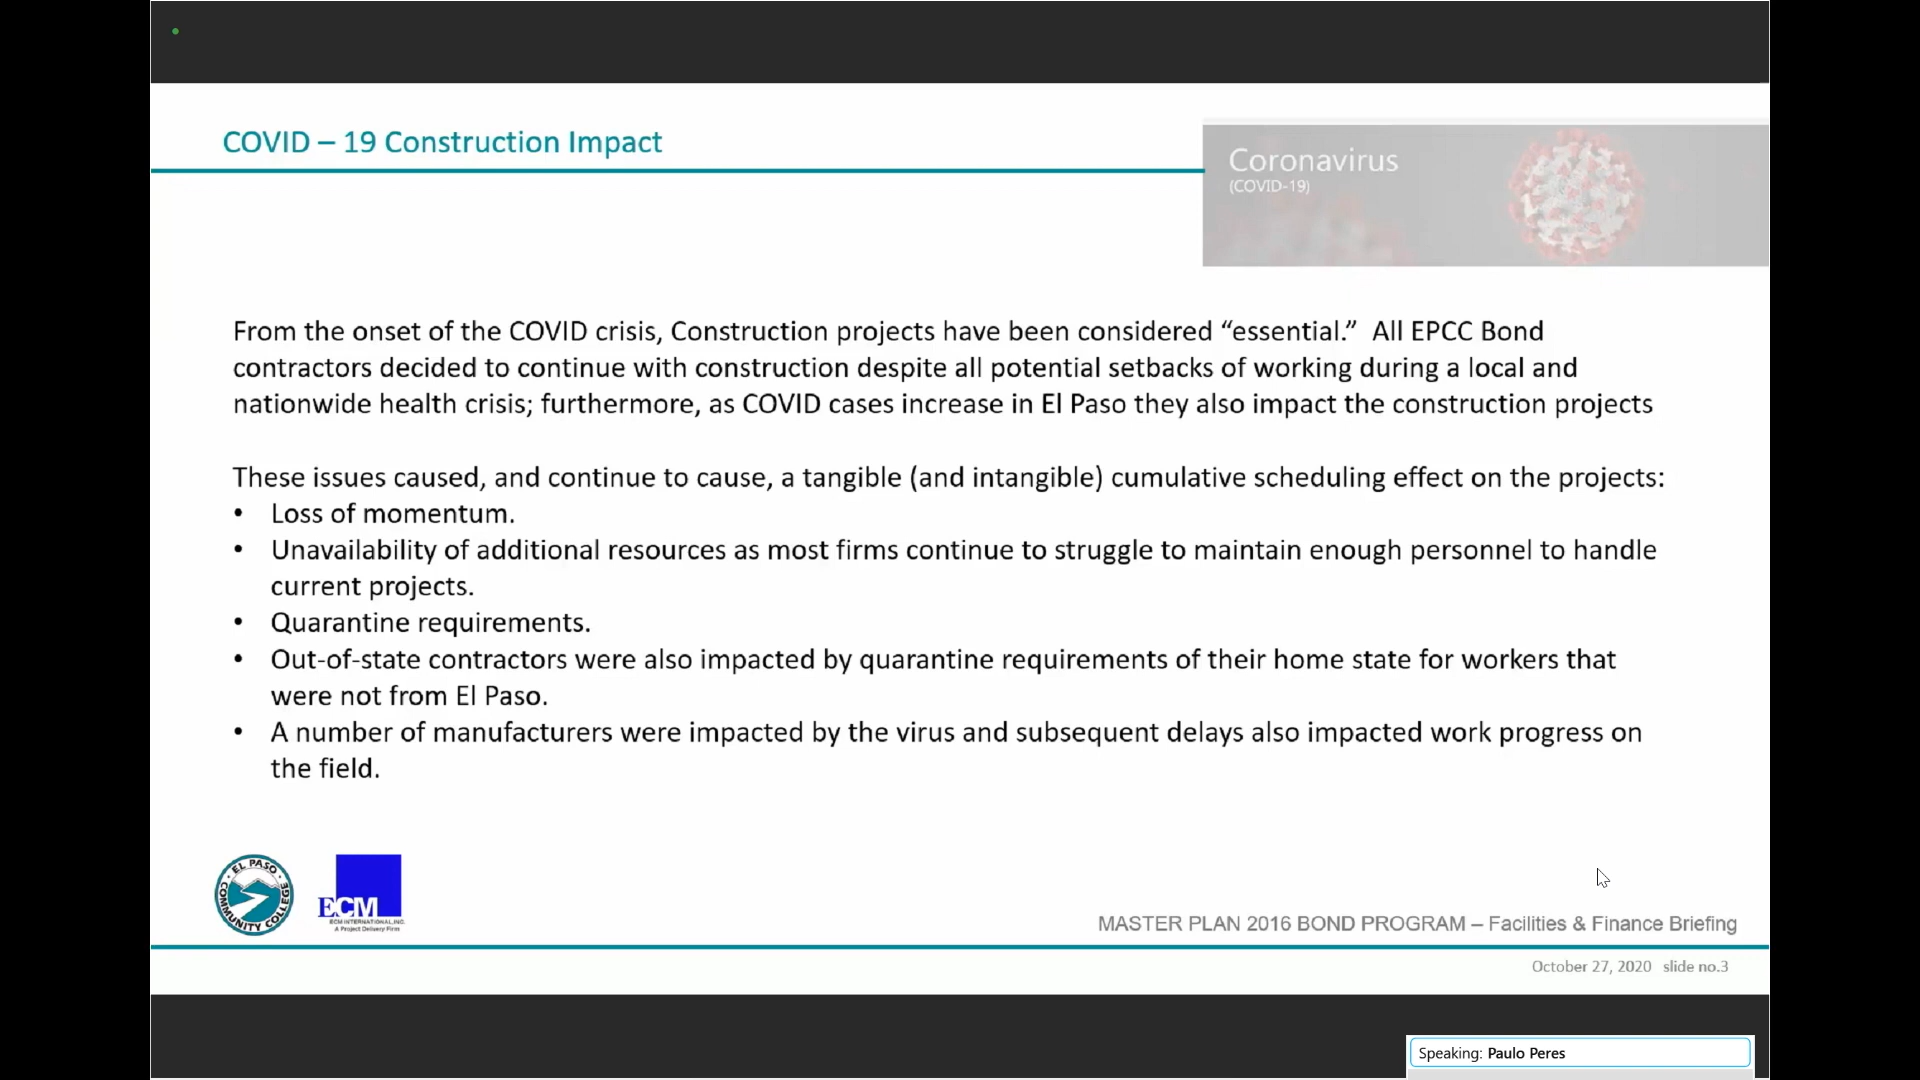 COVID – 19 Construction Impact
Coronavirus
(COVID-19)
From the onset of the COVID crisis, Construction projects have been considered “essential.”  All EPCC Bond
contractors decided to continue with construction despite all potential setbacks of working during a local and
nationwide health crisis; furthermore, as COVID cases increase in El Paso they also impact the construction projects
These issues caused, and continue to cause, a tangible (and intangible) cumulative scheduling effect on the projects:
• Loss of momentum.
• Unavailability of additional resources as most firms continue to struggle to maintain enough personnel to handle
current projects.
• Quarantine requirements.
• Out-of-state contractors were also impacted by quarantine requirements of their home state for workers that
were not from El Paso.
• A number of manufacturers were impacted by the virus and subsequent delays also impacted work progress on
the field.
EL PASO
COMMUNITY COLLEGE
ECM
ECM INTERNATIONAL, INC.
A Project Delivery Firm
MASTER PLAN 2016 BOND PROGRAM – Facilities & Finance Briefing
October 27, 2020 slide no.3
Speaking: Paulo Peres